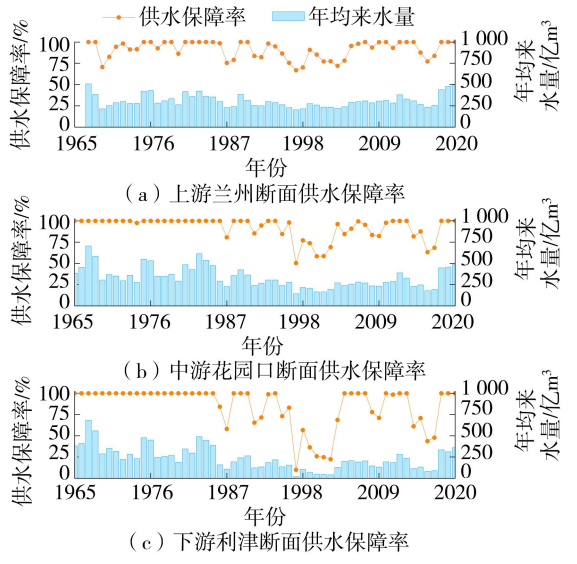 供水保障率 年均来水量
供水保障率/%
100
75
50
25
0
1 000
750
500
250
0
年均来
水量/亿m³
1965 1976 1987 1998 2009 2020
年份
（a）上游兰州断面供水保障率
供水保障率/%
100
75
50
25
0
1 000
750
500
250
0
年均来
水量/亿m³
1965 1976 1987 1998 2009 2020
年份
（b）中游花园口断面供水保障率
供水保障率/%
100
75
50
25
0
1 000
750
500
250
0
年均来
水量/亿m³
1965 1976 1987 1998 2009 2020
年份
（c）下游利津断面供水保障率